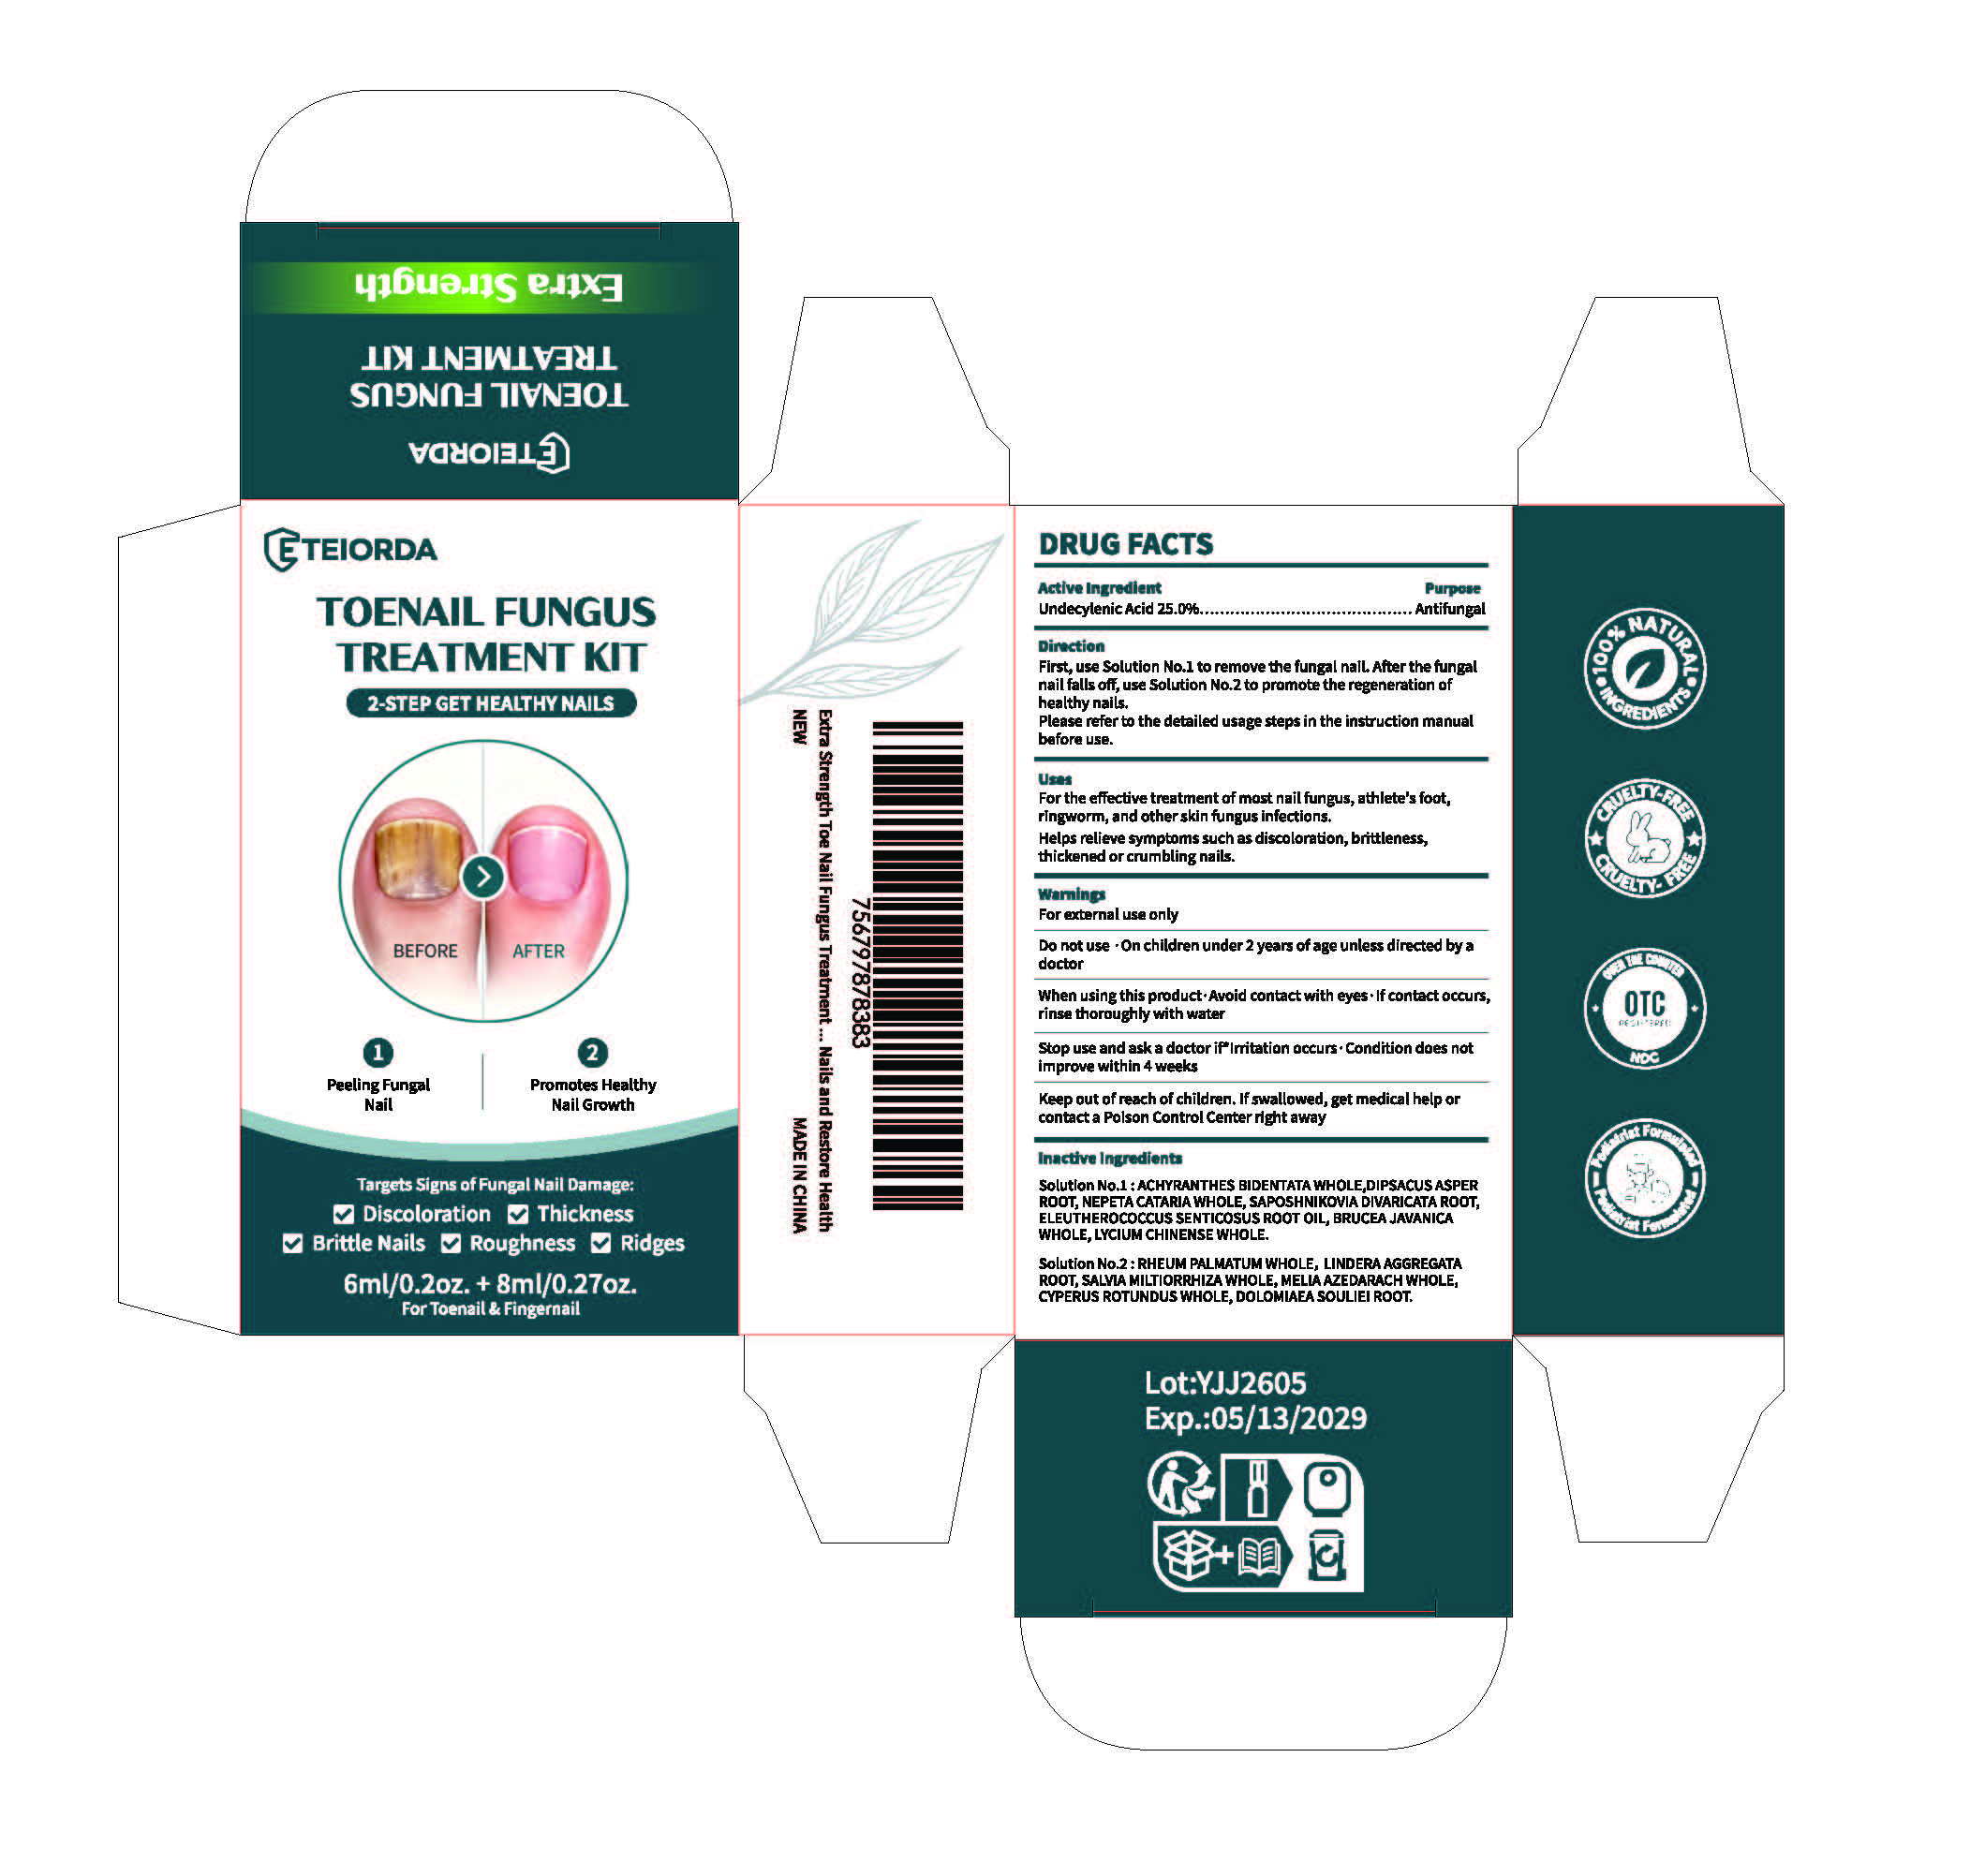 Extra Strength
TOENAIL FUNGUS
TREATMENT KIT
ETEIORDA
ETEIORDA
TOENAIL FUNGUS
TREATMENT KIT
2-STEP GET HEALTHY NAILS
BEFORE
AFTER
1
Peeling Fungal
Nail
2
Promotes Healthy
Nail Growth
Targets Signs of Fungal Nail Damage:
Discoloration Thickness
Brittle Nails Roughness Ridges
6ml/0.2oz. + 8ml/0.27oz.
For Toenail & Fingernail
756797878383
Extra Strength Toe Nail Fungus Treatment ... Nails and Restore Health
NEW
MADE IN CHINA
DRUG FACTS
Active Ingredient Purpose
Undecylenic Acid 25.0%.......................................... Antifungal
Direction
First, use Solution No.1 to remove the fungal nail. After the fungal
nail falls off, use Solution No.2 to promote the regeneration of
healthy nails.
Please refer to the detailed usage steps in the instruction manual
before use.
Uses
For the effective treatment of most nail fungus, athlete's foot,
ringworm, and other skin fungus infections.
Helps relieve symptoms such as discoloration, brittleness,
thickened or crumbling nails.
Warnings
For external use only
Do not use · On children under 2 years of age unless directed by a
doctor
When using this product · Avoid contact with eyes · If contact occurs,
rinse thoroughly with water
Stop use and ask a doctor if* Irritation occurs · Condition does not
improve within 4 weeks
Keep out of reach of children. If swallowed, get medical help or
contact a Poison Control Center right away
Inactive Ingredients
Solution No.1 : ACHYRANTHES BIDENTATA WHOLE,DIPSACUS ASPER
ROOT, NEPETA CATARIA WHOLE, SAPOSHNIKOVIA DIVARICATA ROOT,
ELEUTHEROCOCCUS SENTICOSUS ROOT OIL, BRUCEA JAVANICA
WHOLE, LYCIUM CHINENSE WHOLE.
Solution No.2 : RHEUM PALMATUM WHOLE, LINDERA AGGREGATA
ROOT, SALVIA MILTIORRHIZA WHOLE, MELIA AZEDARACH WHOLE,
CYPERUS ROTUNDUS WHOLE, DOLOMIAEA SOULIEI ROOT.
Lot:YJJ2605
Exp.:05/13/2029
100% NATURAL
INGREDIENTS
CRUELTY-FREE
CRUELTY- FREE
OVER THE COUNTER
OTC
REGISTERED
NDC
Formulated
Formulated